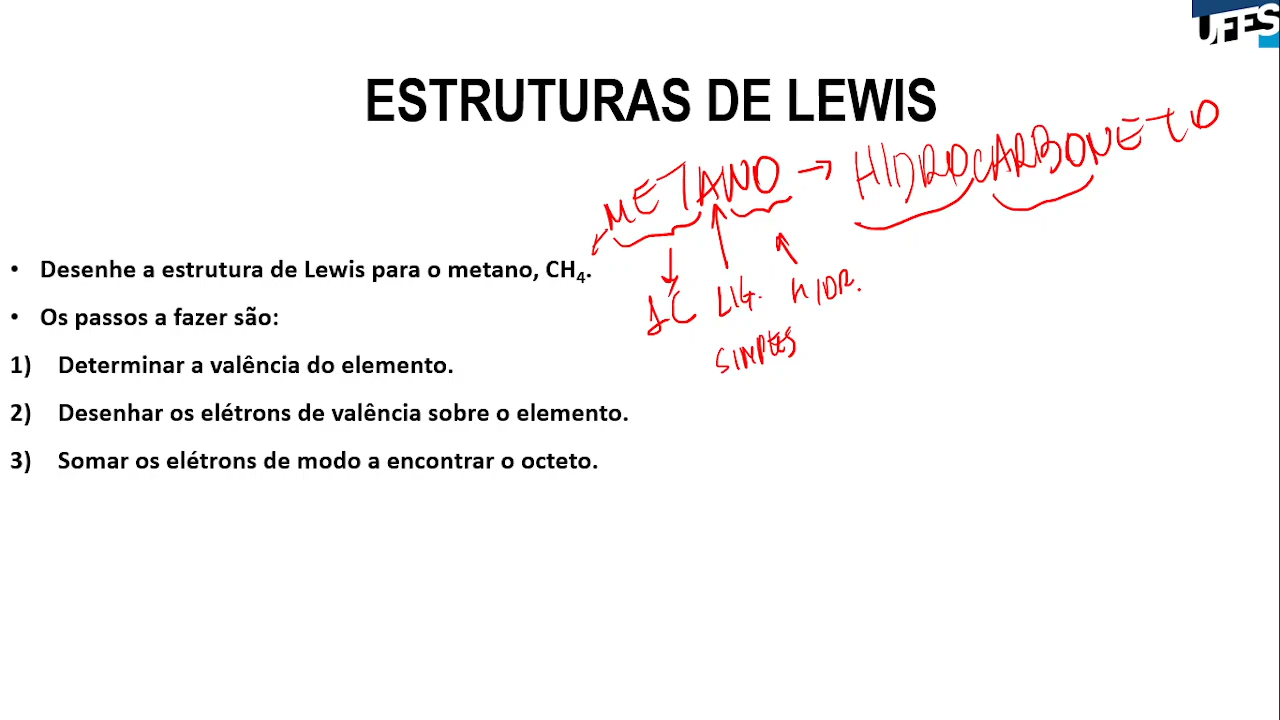 UFES
ESTRUTURAS DE LEWIS
METANO → HIDROCARBONETO
• Desenhe a estrutura de Lewis para o metano, CH₄.
1C LIG. HIDR.
SIMPLES
• Os passos a fazer são:
1) Determinar a valência do elemento.
2) Desenhar os elétrons de valência sobre o elemento.
3) Somar os elétrons de modo a encontrar o octeto.